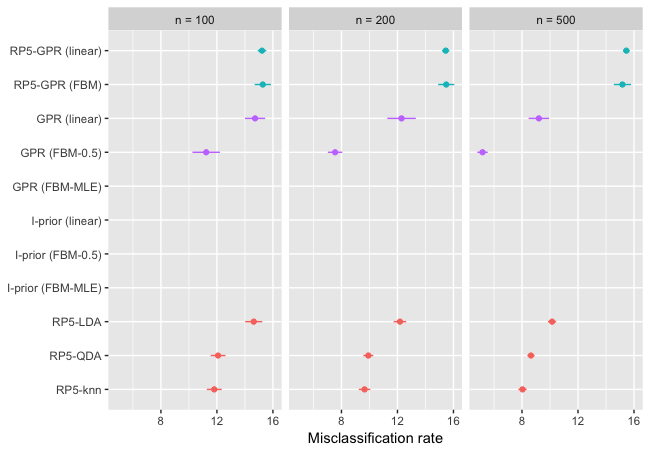 n = 100 n = 200 n = 500
RP5-GPR (linear)
RP5-GPR (FBM)
GPR (linear)
GPR (FBM-0.5)
GPR (FBM-MLE)
I-prior (linear)
I-prior (FBM-0.5)
I-prior (FBM-MLE)
RP5-LDA
RP5-QDA
RP5-knn
8 12 16 8 12 16 8 12 16
Misclassification rate